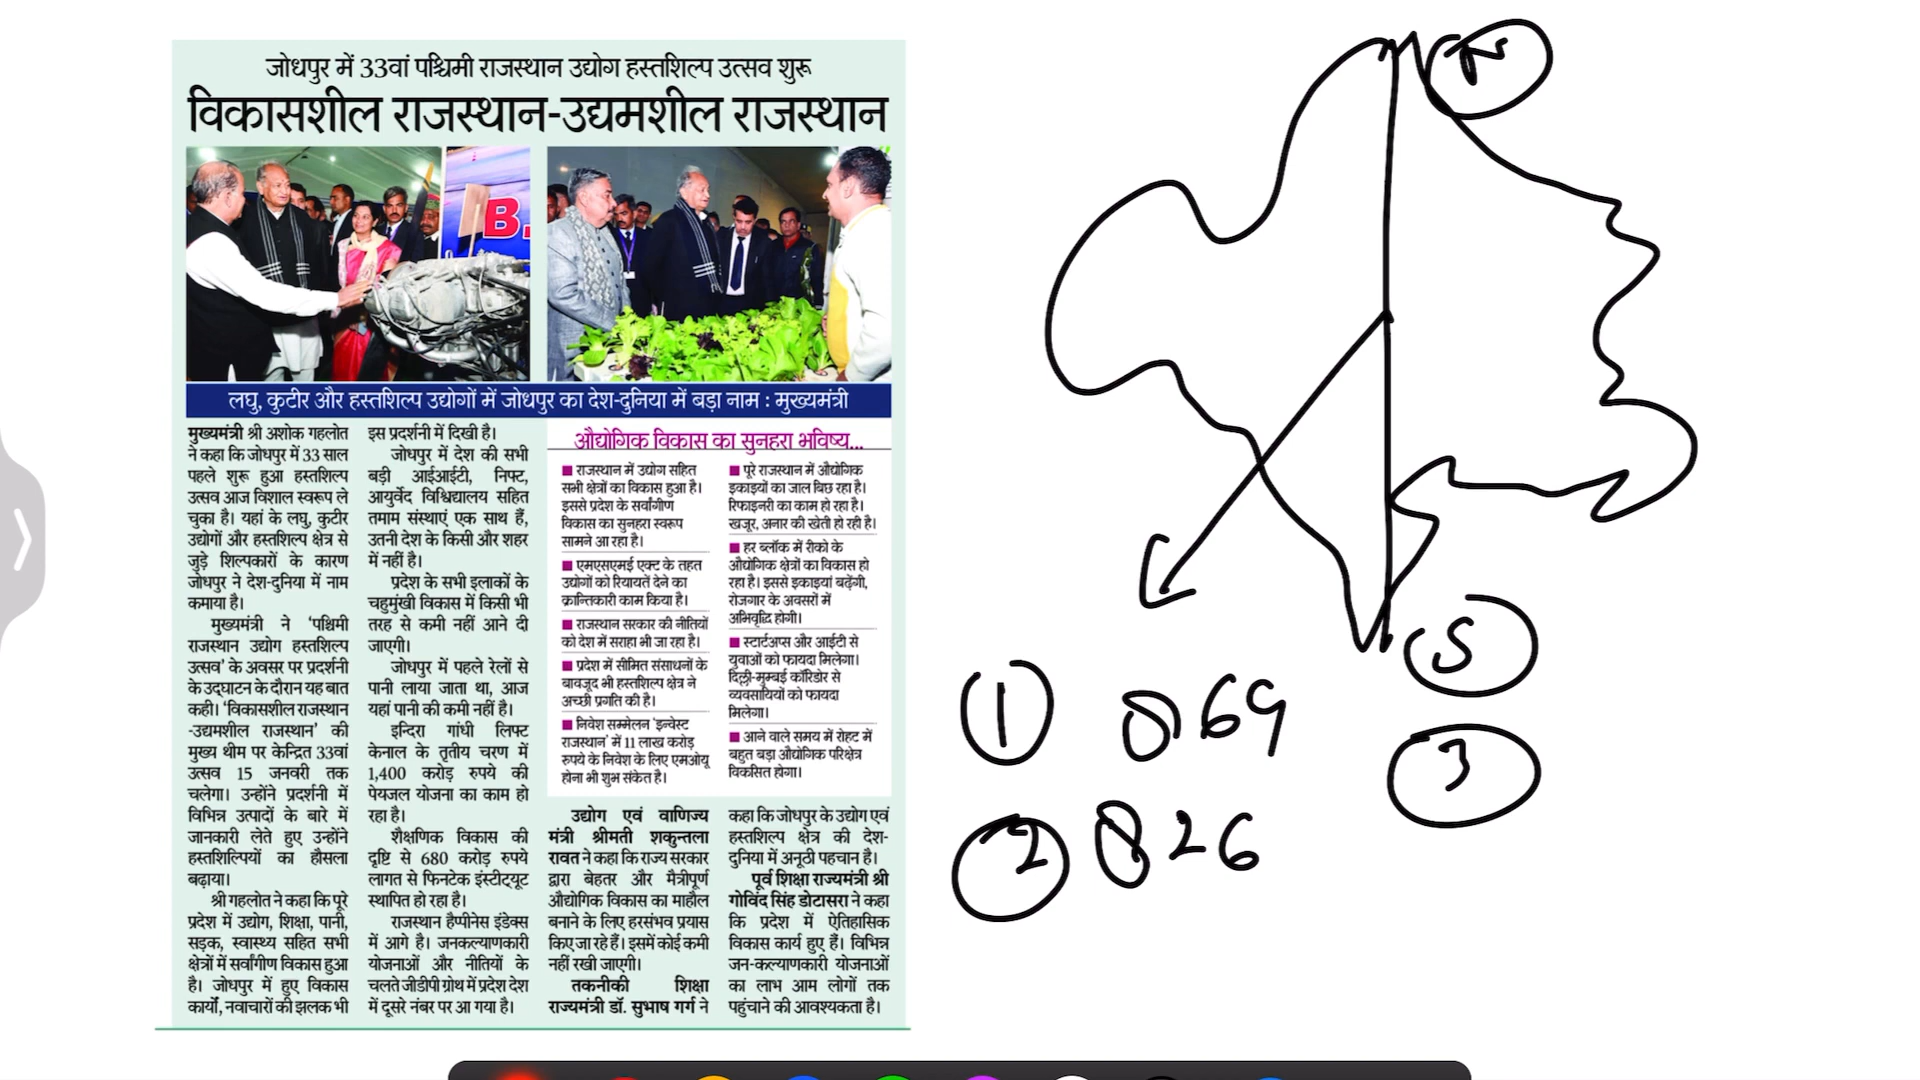 जोधपुर में 33वां पश्चिमी राजस्थान उद्योग हस्तशिल्प उत्सव शुरू
विकासशील राजस्थान-उद्यमशील राजस्थान
B.
लघु, कुटीर और हस्तशिल्प उद्योगों में जोधपुर का देश-दुनिया में बड़ा नाम : मुख्यमंत्री
मुख्यमंत्री श्री अशोक गहलोत
ने कहा कि जोधपुर में 33 साल
पहले शुरू हुआ हस्तशिल्प
उत्सव आज विशाल स्वरूप ले
चुका है। यहां के लघु, कुटीर
उद्योगों और हस्तशिल्प क्षेत्र से
जुड़े शिल्पकारों के कारण
जोधपुर ने देश-दुनिया में नाम
कमाया है।
मुख्यमंत्री ने ‘पश्चिमी
राजस्थान उद्योग हस्तशिल्प
उत्सव’ के अवसर पर प्रदर्शनी
के उद्घाटन के दौरान यह बात
कही। ‘विकासशील राजस्थान
-उद्यमशील राजस्थान’ की
मुख्य थीम पर केन्द्रित 33वां
उत्सव 15 जनवरी तक
चलेगा। उन्होंने प्रदर्शनी में
विभिन्न उत्पादों के बारे में
जानकारी लेते हुए उन्होंने
हस्तशिल्पियों का हौसला
बढ़ाया।
श्री गहलोत ने कहा कि पूरे
प्रदेश में उद्योग, शिक्षा, पानी,
सड़क, स्वास्थ्य सहित सभी
क्षेत्रों में सर्वांगीण विकास हुआ
है। जोधपुर में हुए विकास
कार्यों, नवाचारों की झलक भी
इस प्रदर्शनी में दिखी है।
जोधपुर में देश की सभी
बड़ी आईआईटी, निफ्ट,
आयुर्वेद विश्विद्यालय सहित
तमाम संस्थाएं एक साथ हैं,
उतनी देश के किसी और शहर
में नहीं है।
प्रदेश के सभी इलाकों के
चहुमुंखी विकास में किसी भी
तरह से कमी नहीं आने दी
जाएगी।
जोधपुर में पहले रेलों से
पानी लाया जाता था, आज
यहां पानी की कमी नहीं है।
इन्दिरा गांधी लिफ्ट
केनाल के तृतीय चरण में
1,400 करोड़ रुपये की
पेयजल योजना का काम हो
रहा है।
शैक्षणिक विकास की
दृष्टि से 680 करोड़ रुपये
लागत से फिनटेक इंस्टीट्यूट
स्थापित हो रहा है।
राजस्थान हैप्पीनेस इंडेक्स
में आगे है। जनकल्याणकारी
योजनाओं और नीतियों के
चलते जीडीपी ग्रोथ में प्रदेश देश
में दूसरे नंबर पर आ गया है।
औद्योगिक विकास का सुनहरा भविष्य...
राजस्थान में उद्योग सहित
सभी क्षेत्रों का विकास हुआ है।
इससे प्रदेश के सर्वांगीण
विकास का सुनहरा स्वरूप
सामने आ रहा है।
एमएसएमई एक्ट के तहत
उद्योगों को रियायतें देने का
क्रान्तिकारी काम किया है।
राजस्थान सरकार की नीतियों
को देश में सराहा भी जा रहा है।
प्रदेश में सीमित संसाधनों के
बावजूद भी हस्तशिल्प क्षेत्र ने
अच्छी प्रगति की है।
निवेश सम्मेलन ‘इन्वेस्ट
राजस्थान’ में 11 लाख करोड़
रुपये के निवेश के लिए एमओयू
होना भी शुभ संकेत है।
पूरे राजस्थान में औद्योगिक
इकाइयों का जाल बिछ रहा है।
रिफाइनरी का काम हो रहा है।
खजूर, अनार की खेती हो रही है।
हर ब्लॉक में रीको के
औद्योगिक क्षेत्रों का विकास हो
रहा है। इससे इकाइयां बढ़ेंगी,
रोजगार के अवसरों में
अभिवृद्धि होगी।
स्टार्टअप्स और आईटी से
युवाओं को फायदा मिलेगा।
दिल्ली-मुम्बई कॉरिडोर से
व्यवसायियों को फायदा
मिलेगा।
आने वाले समय में रोहट में
बहुत बड़ा औद्योगिक परिक्षेत्र
विकसित होगा।
उद्योग एवं वाणिज्य
मंत्री श्रीमती शकुन्तला
रावत ने कहा कि राज्य सरकार
द्वारा बेहतर और मैत्रीपूर्ण
औद्योगिक विकास का माहौल
बनाने के लिए हरसंभव प्रयास
किए जा रहे हैं। इसमें कोई कमी
नहीं रखी जाएगी।
तकनीकी शिक्षा
राज्यमंत्री डॉ. सुभाष गर्ग ने
कहा कि जोधपुर के उद्योग एवं
हस्तशिल्प क्षेत्र की देश-
दुनिया में अनूठी पहचान है।
पूर्व शिक्षा राज्यमंत्री श्री
गोविंद सिंह डोटासरा ने कहा
कि प्रदेश में ऐतिहासिक
विकास कार्य हुए हैं। विभिन्न
जन-कल्याणकारी योजनाओं
का लाभ आम लोगों तक
पहुंचाने की आवश्यकता है।
N
S
1 869
3
2 826